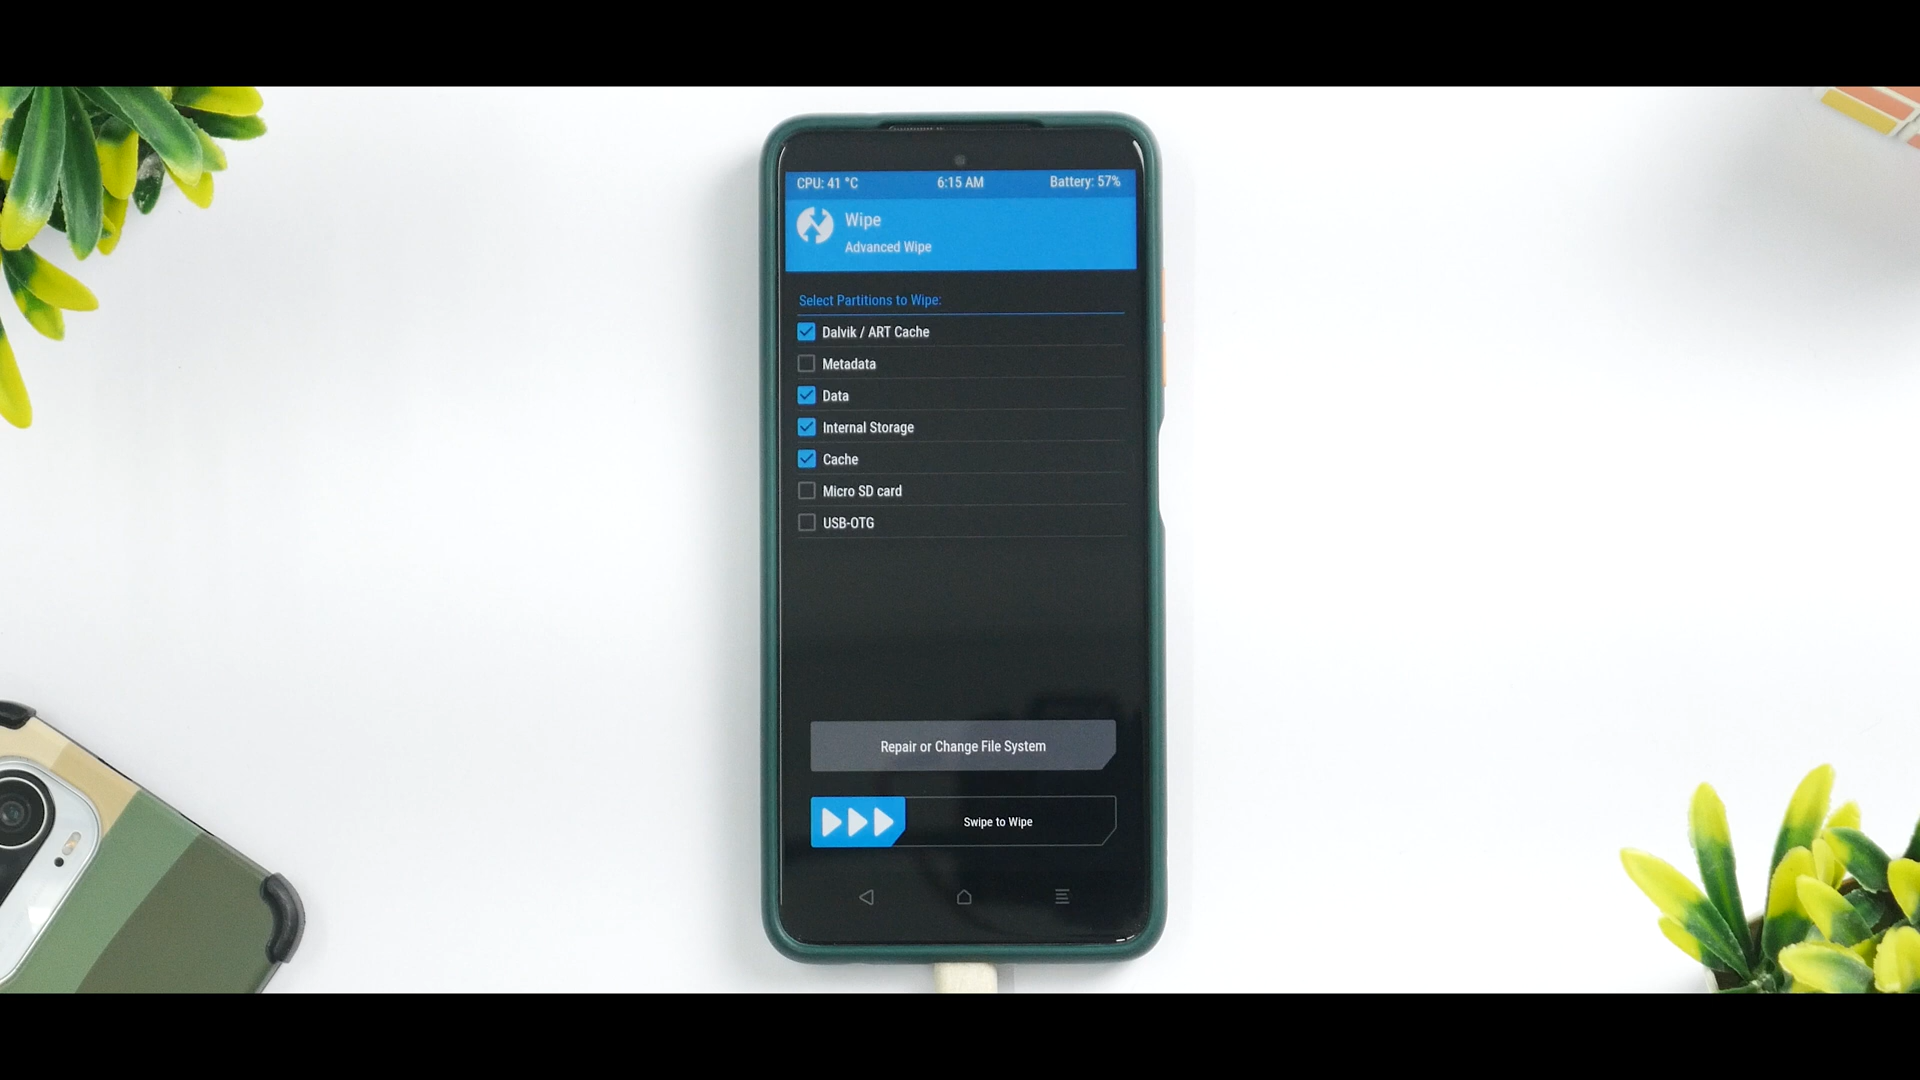 CPU: 41 °C 6:15 AM Battery: 57%
Wipe
Advanced Wipe
Select Partitions to Wipe:
Dalvik / ART Cache
Metadata
Data
Internal Storage
Cache
Micro SD card
USB-OTG
Repair or Change File System
Swipe to Wipe